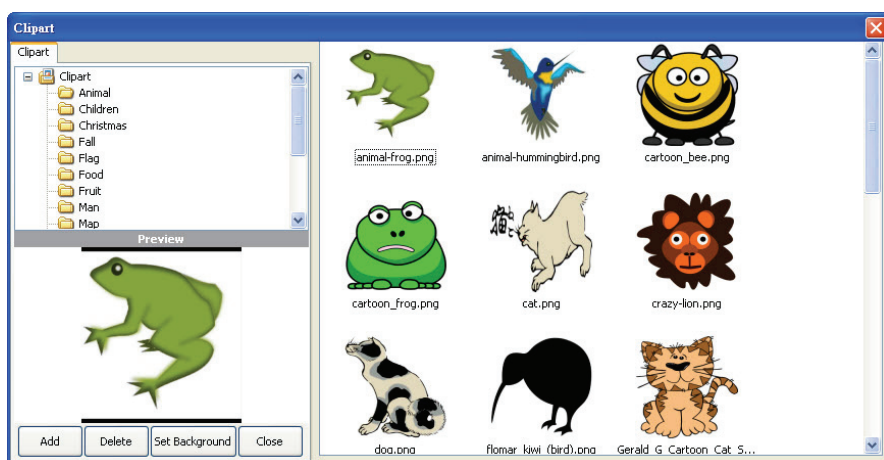 Clipart
Clipart
Clipart
Animal
Children
Christmas
Fall
Flag
Food
Fruit
Man
Map
Preview
Add Delete Set Background Close
animal-frog.png animal-hummingbird.png cartoon_bee.png
猫
cartoon_frog.png cat.png crazy-lion.png
dog.png flomar_kiwi_(bird).png Gerald_G_Cartoon_Cat_S...